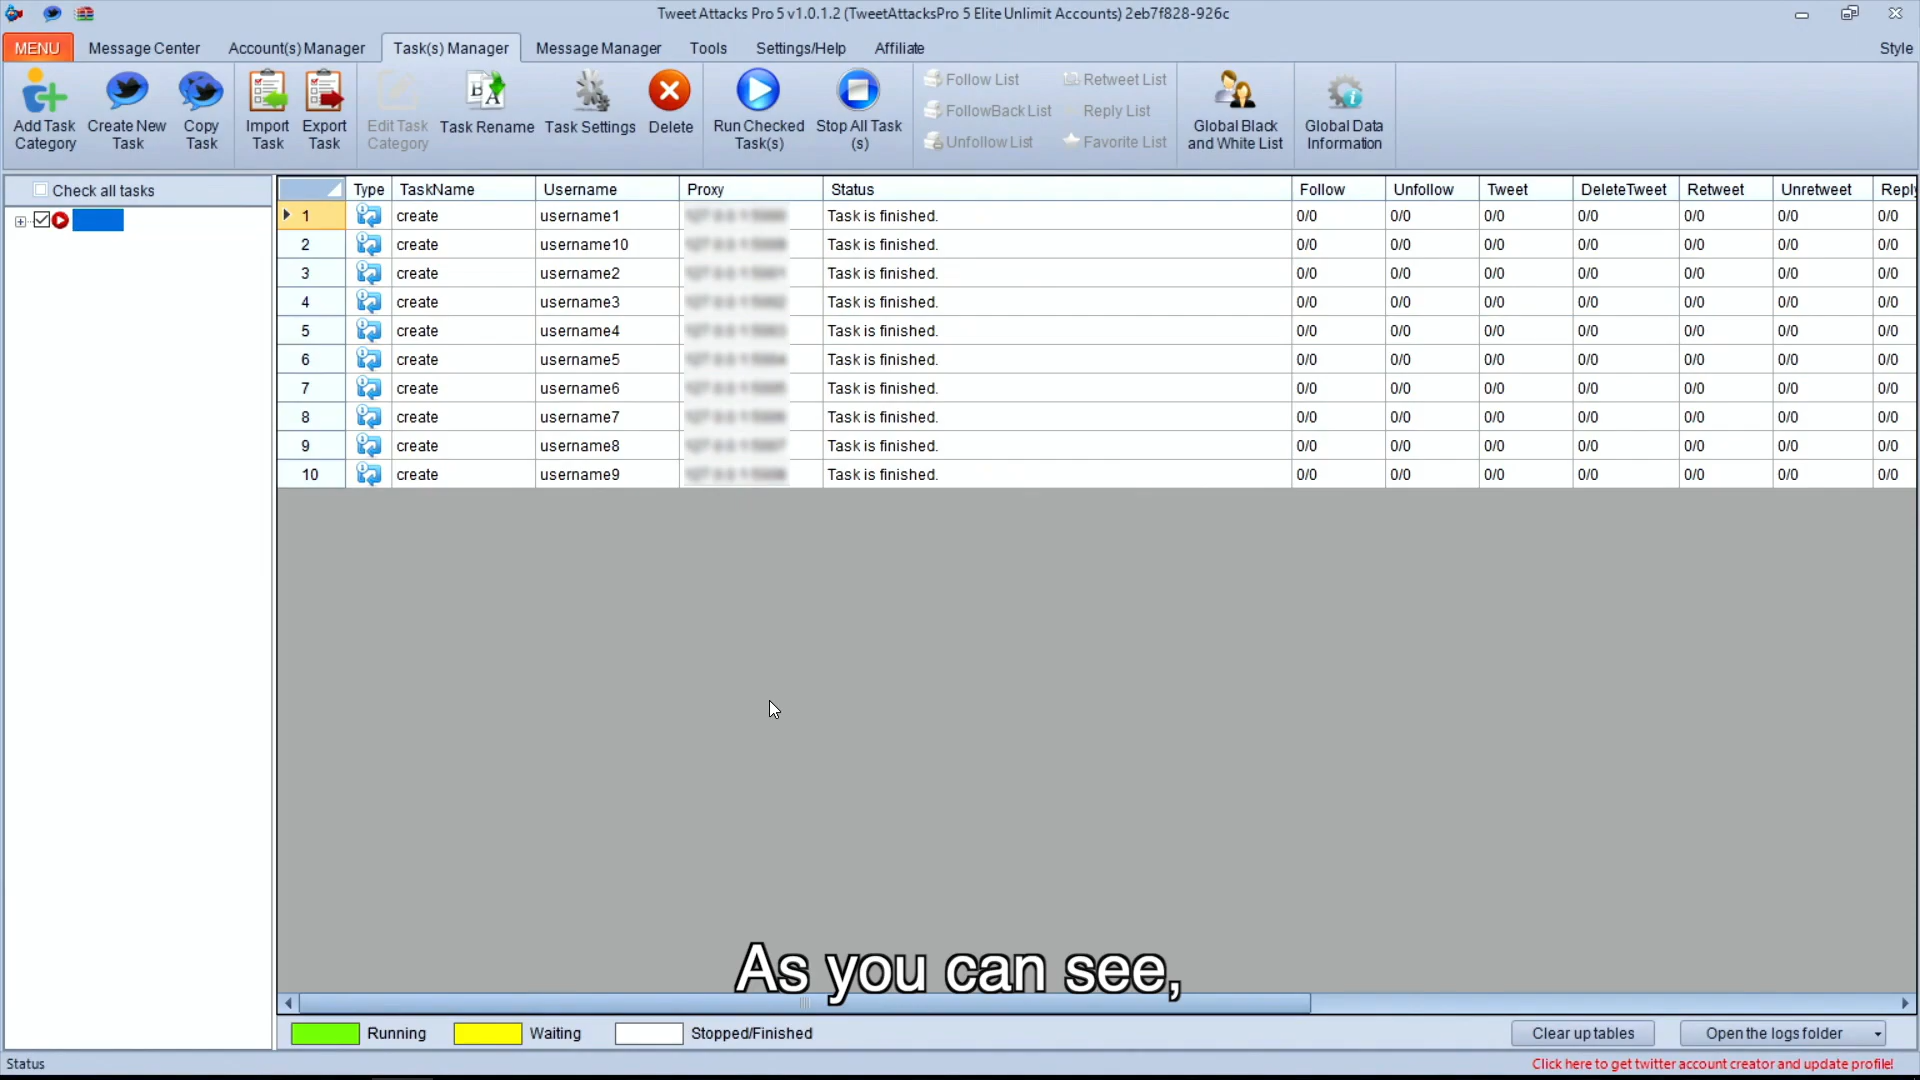 Tweet Attacks Pro 5 v1.0.1.2 (TweetAttacksPro 5 Elite Unlimit Accounts) 2eb7f828-926c
MENU Message Center Account(s) Manager Task(s) Manager Message Manager Tools Settings/Help Affiliate Style
Add Task Category
Create New Task
Copy Task
Import Task
Export Task
Edit Task Category
Task Rename
Task Settings
Delete
Run Checked Task(s)
Stop All Task (s)
Follow List
FollowBack List
Unfollow List
Retweet List
Reply List
Favorite List
Global Black and White List
Global Data Information
Check all tasks
Type TaskName Username Proxy Status Follow Unfollow Tweet DeleteTweet Retweet Unretweet Reply
1 create username1 Task is finished. 0/0 0/0 0/0 0/0 0/0 0/0 0/0
2 create username10 Task is finished. 0/0 0/0 0/0 0/0 0/0 0/0 0/0
3 create username2 Task is finished. 0/0 0/0 0/0 0/0 0/0 0/0 0/0
4 create username3 Task is finished. 0/0 0/0 0/0 0/0 0/0 0/0 0/0
5 create username4 Task is finished. 0/0 0/0 0/0 0/0 0/0 0/0 0/0
6 create username5 Task is finished. 0/0 0/0 0/0 0/0 0/0 0/0 0/0
7 create username6 Task is finished. 0/0 0/0 0/0 0/0 0/0 0/0 0/0
8 create username7 Task is finished. 0/0 0/0 0/0 0/0 0/0 0/0 0/0
9 create username8 Task is finished. 0/0 0/0 0/0 0/0 0/0 0/0 0/0
10 create username9 Task is finished. 0/0 0/0 0/0 0/0 0/0 0/0 0/0
As you can see,
Running Waiting Stopped/Finished Clear up tables Open the logs folder
Status Click here to get twitter account creator and update profile!